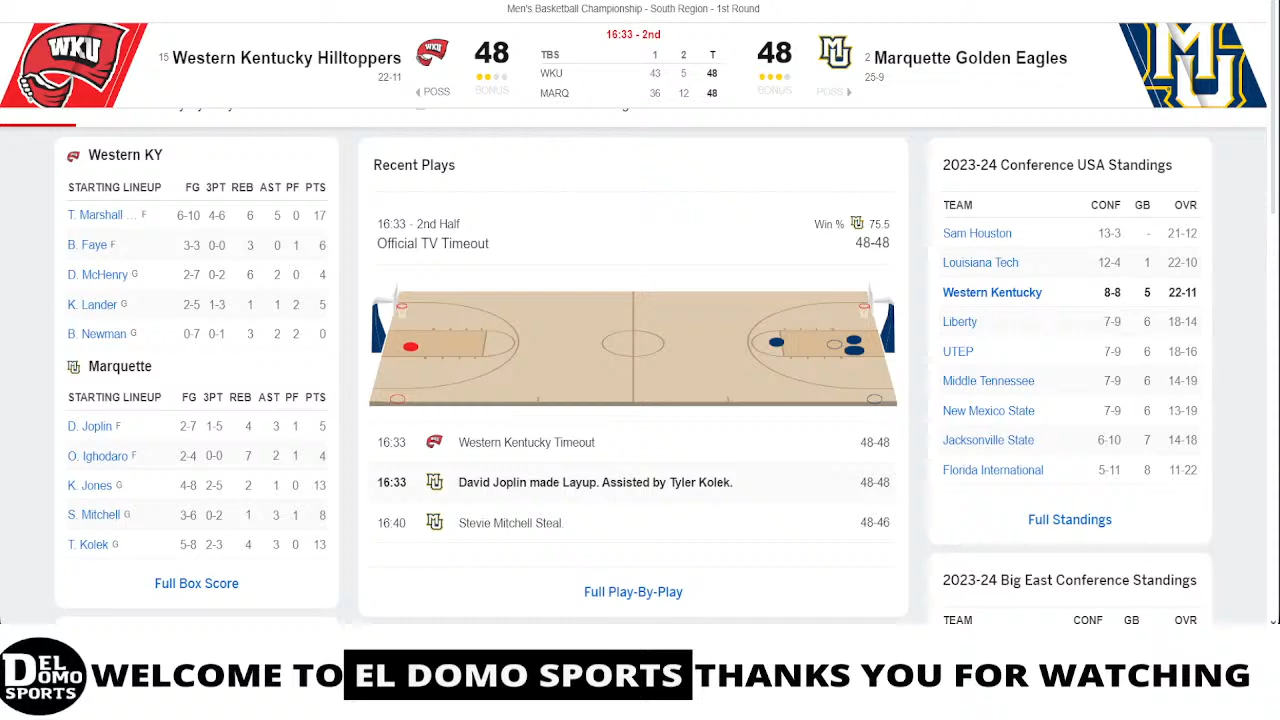 Men's Basketball Championship - South Region - 1st Round
WKU
15 Western Kentucky Hilltoppers
22-11
WKU
48
BONUS
POSS
16:33 - 2nd
TBS 1 2 T
WKU 43 5 48
MARQ 36 12 48
48
BONUS
MU
2 Marquette Golden Eagles
25-9
POSS
MU
Western KY
STARTING LINEUP FG 3PT REB AST PF PTS
T. Marshall ... F 6-10 4-6 6 5 0 17
B. Faye F 3-3 0-0 3 0 1 6
D. McHenry G 2-7 0-2 6 2 0 4
K. Lander G 2-5 1-3 1 1 2 5
B. Newman G 0-7 0-1 3 2 2 0
Marquette
STARTING LINEUP FG 3PT REB AST PF PTS
D. Joplin F 2-7 1-5 4 3 1 5
O. Ighodaro F 2-4 0-0 7 2 1 4
K. Jones G 4-8 2-5 2 1 0 13
S. Mitchell G 3-6 0-2 1 3 1 8
T. Kolek G 5-8 2-3 4 3 0 13
Full Box Score
Recent Plays
16:33 - 2nd Half
Official TV Timeout
Win % MU 75.5
48-48
16:33 Western Kentucky Timeout 48-48
16:33 MU David Joplin made Layup. Assisted by Tyler Kolek. 48-48
16:40 MU Stevie Mitchell Steal. 48-46
Full Play-By-Play
2023-24 Conference USA Standings
TEAM CONF GB OVR
Sam Houston 13-3 - 21-12
Louisiana Tech 12-4 1 22-10
Western Kentucky 8-8 5 22-11
Liberty 7-9 6 18-14
UTEP 7-9 6 18-16
Middle Tennessee 7-9 6 14-19
New Mexico State 7-9 6 13-19
Jacksonville State 6-10 7 14-18
Florida International 5-11 8 11-22
Full Standings
2023-24 Big East Conference Standings
TEAM CONF GB OVR
DEL DOMO SPORTS
WELCOME TO EL DOMO SPORTS THANKS YOU FOR WATCHING